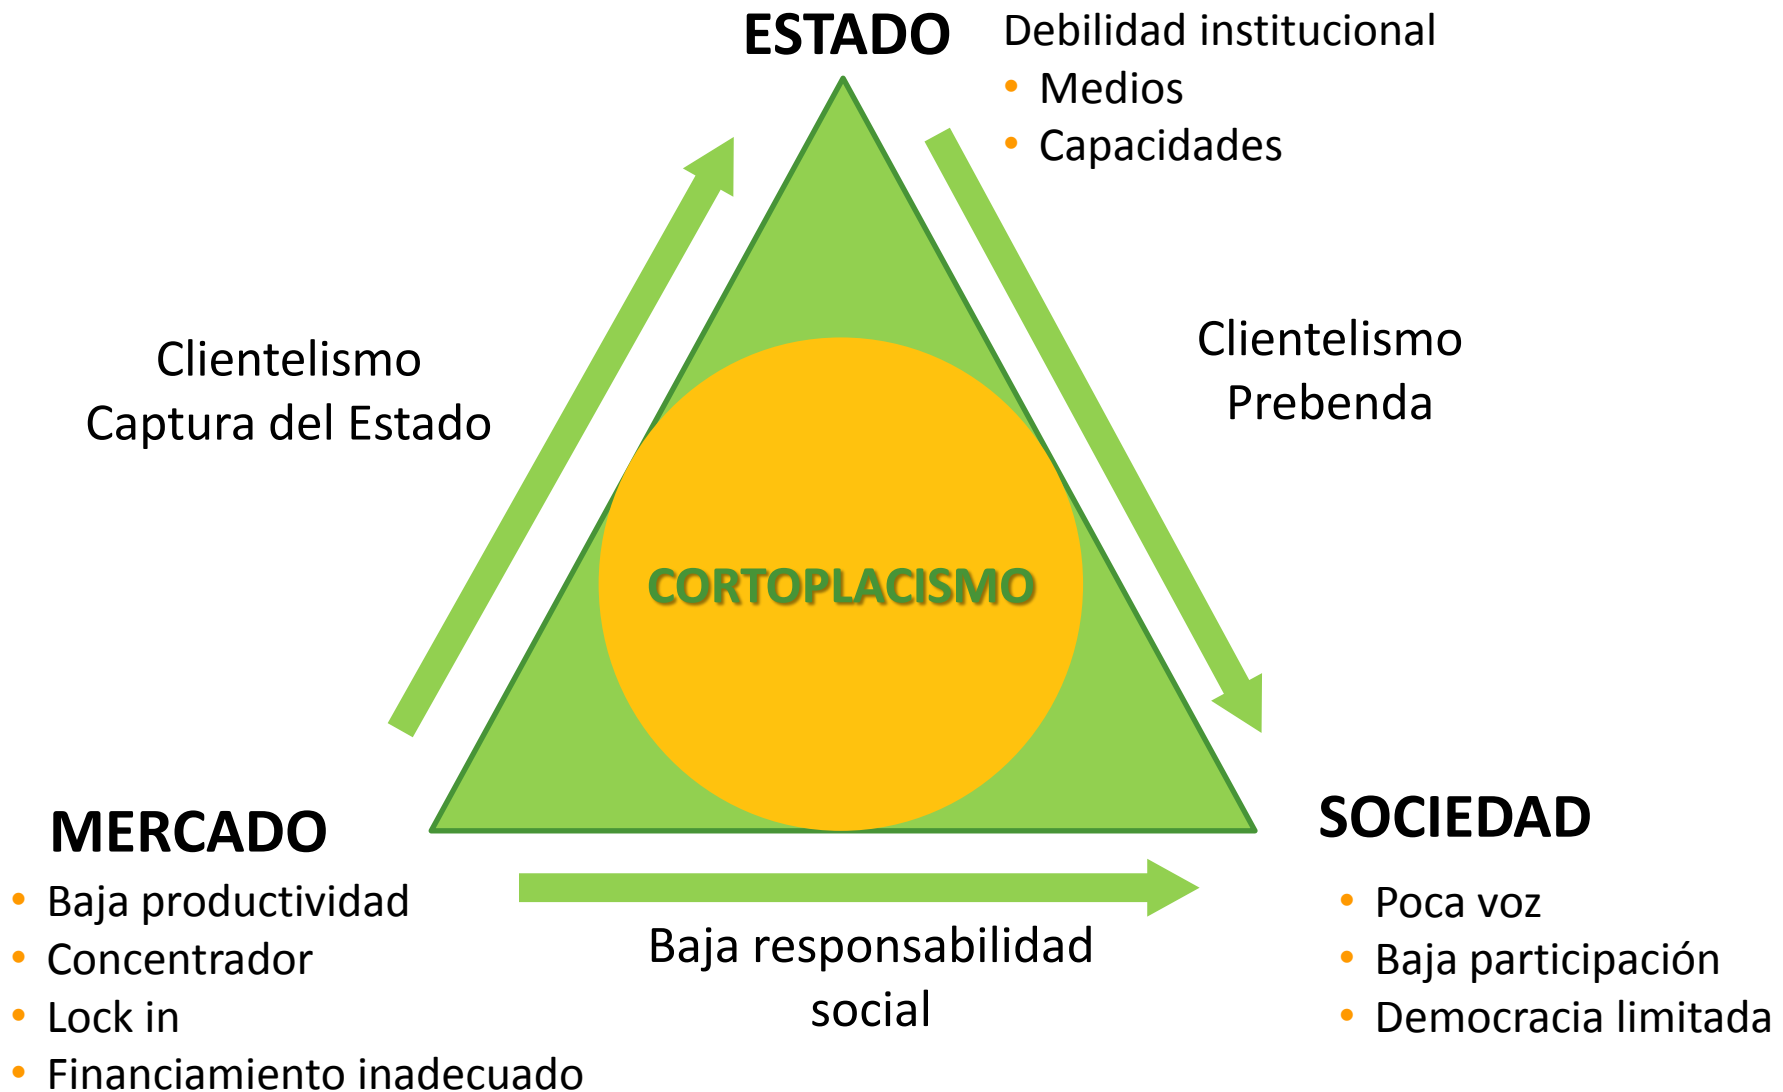 ESTADO
Debilidad institucional
• Medios
• Capacidades
Clientelismo
Captura del Estado
Clientelismo
Prebenda
CORTOPLACISMO
MERCADO
• Baja productividad
• Concentrador
• Lock in
• Financiamiento inadecuado
Baja responsabilidad
social
SOCIEDAD
• Poca voz
• Baja participación
• Democracia limitada